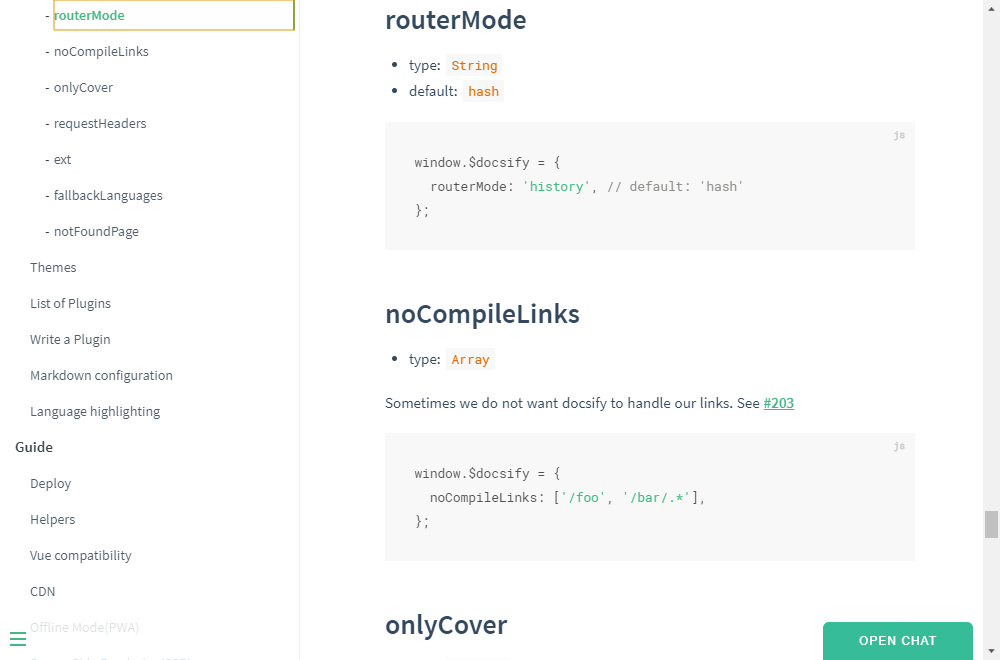 - routerMode
- noCompileLinks
- onlyCover
- requestHeaders
- ext
- fallbackLanguages
- notFoundPage
Themes
List of Plugins
Write a Plugin
Markdown configuration
Language highlighting
Guide
Deploy
Helpers
Vue compatibility
CDN
Offline Mode(PWA)
routerMode
• type: String
• default: hash
js
window.$docsify = {
  routerMode: 'history', // default: 'hash'
};
noCompileLinks
• type: Array
Sometimes we do not want docsify to handle our links. See #203
js
window.$docsify = {
  noCompileLinks: ['/foo', '/bar/.*'],
};
onlyCover
OPEN CHAT